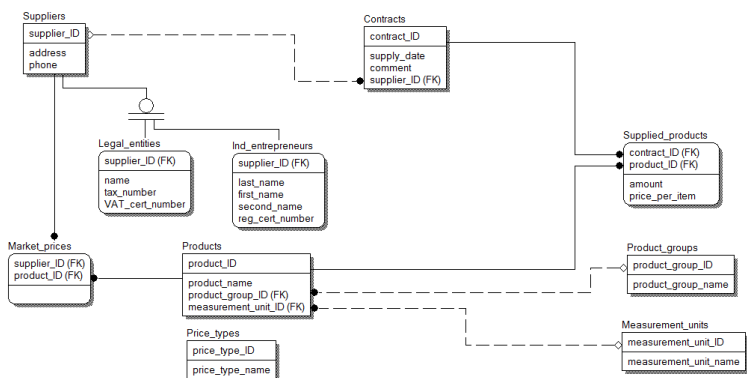 Suppliers
supplier_ID
address
phone
Contracts
contract_ID
supply_date
comment
supplier_ID (FK)
Legal_entities
supplier_ID (FK)
name
tax_number
VAT_cert_number
Ind_entrepreneurs
supplier_ID (FK)
last_name
first_name
second_name
reg_cert_number
Supplied_products
contract_ID (FK)
product_ID (FK)
amount
price_per_item
Market_prices
supplier_ID (FK)
product_ID (FK)
Products
product_ID
product_name
product_group_ID (FK)
measurement_unit_ID (FK)
Product_groups
product_group_ID
product_group_name
Measurement_units
measurement_unit_ID
measurement_unit_name
Price_types
price_type_ID
price_type_name